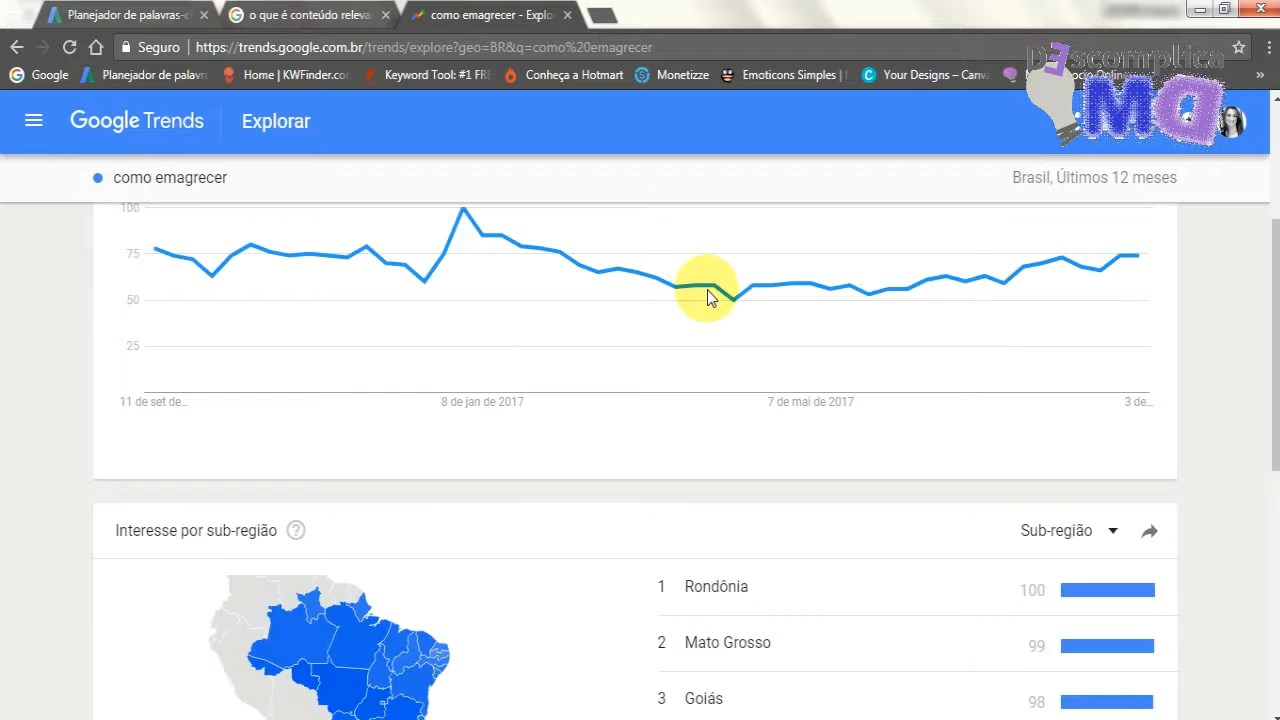 Planejador de palavras-c
o que é conteúdo releva
como emagrecer - Explo
Seguro
https://trends.google.com.br/trends/explore?geo=BR&q=como%20emagrecer
Google
Planejador de palavra
Home | KWFinder.co
Keyword Tool: #1 FRE
Conheça a Hotmart
Monetizze
Emoticons Simples |
Your Designs – Canva
»
DEscomplica
MD
Google Trends
Explorar
como emagrecer
Brasil, Últimos 12 meses
100
75
50
25
11 de set de...
8 de jan de 2017
7 de mai de 2017
3 de...
Interesse por sub-região
?
Sub-região
1 Rondônia 100
2 Mato Grosso 99
3 Goiás 98